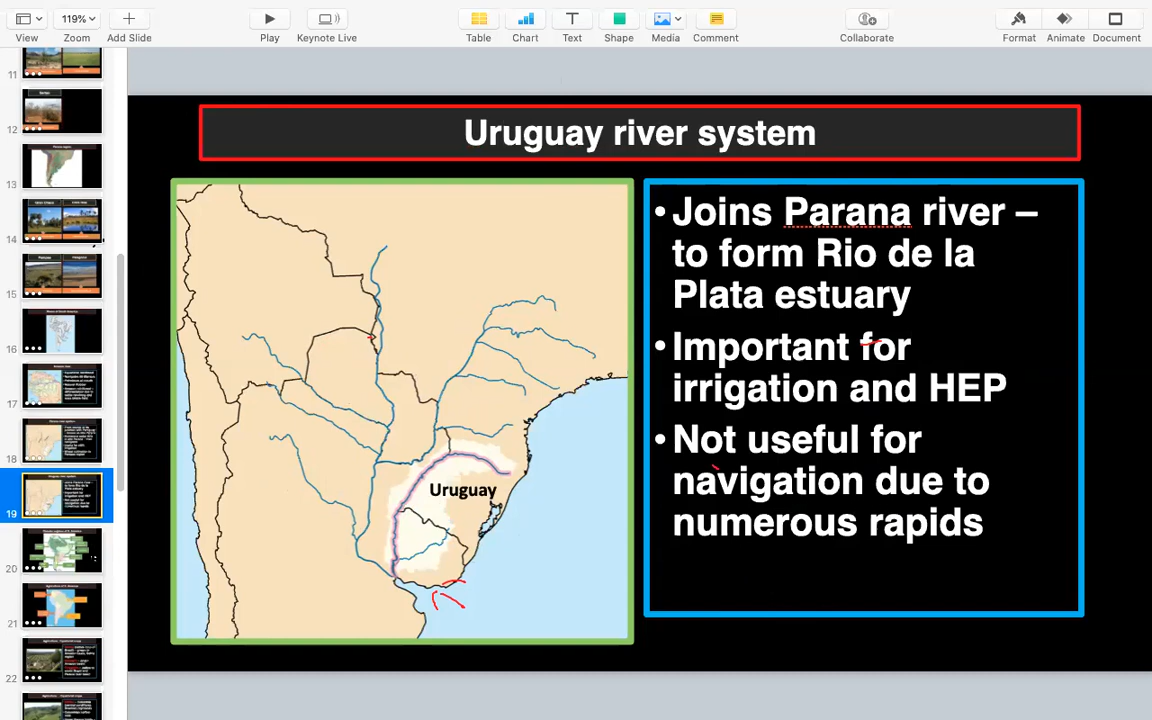 119%
View
Zoom
Add Slide
Play
Keynote Live
Table
Chart
Text
Shape
Media
Comment
Collaborate
Format
Animate
Document
11
12
13
14
15
16
17
18
19
20
21
22
Uruguay river system
Uruguay
• Joins Parana river –
to form Rio de la
Plata estuary
• Important for
irrigation and HEP
• Not useful for
navigation due to
numerous rapids